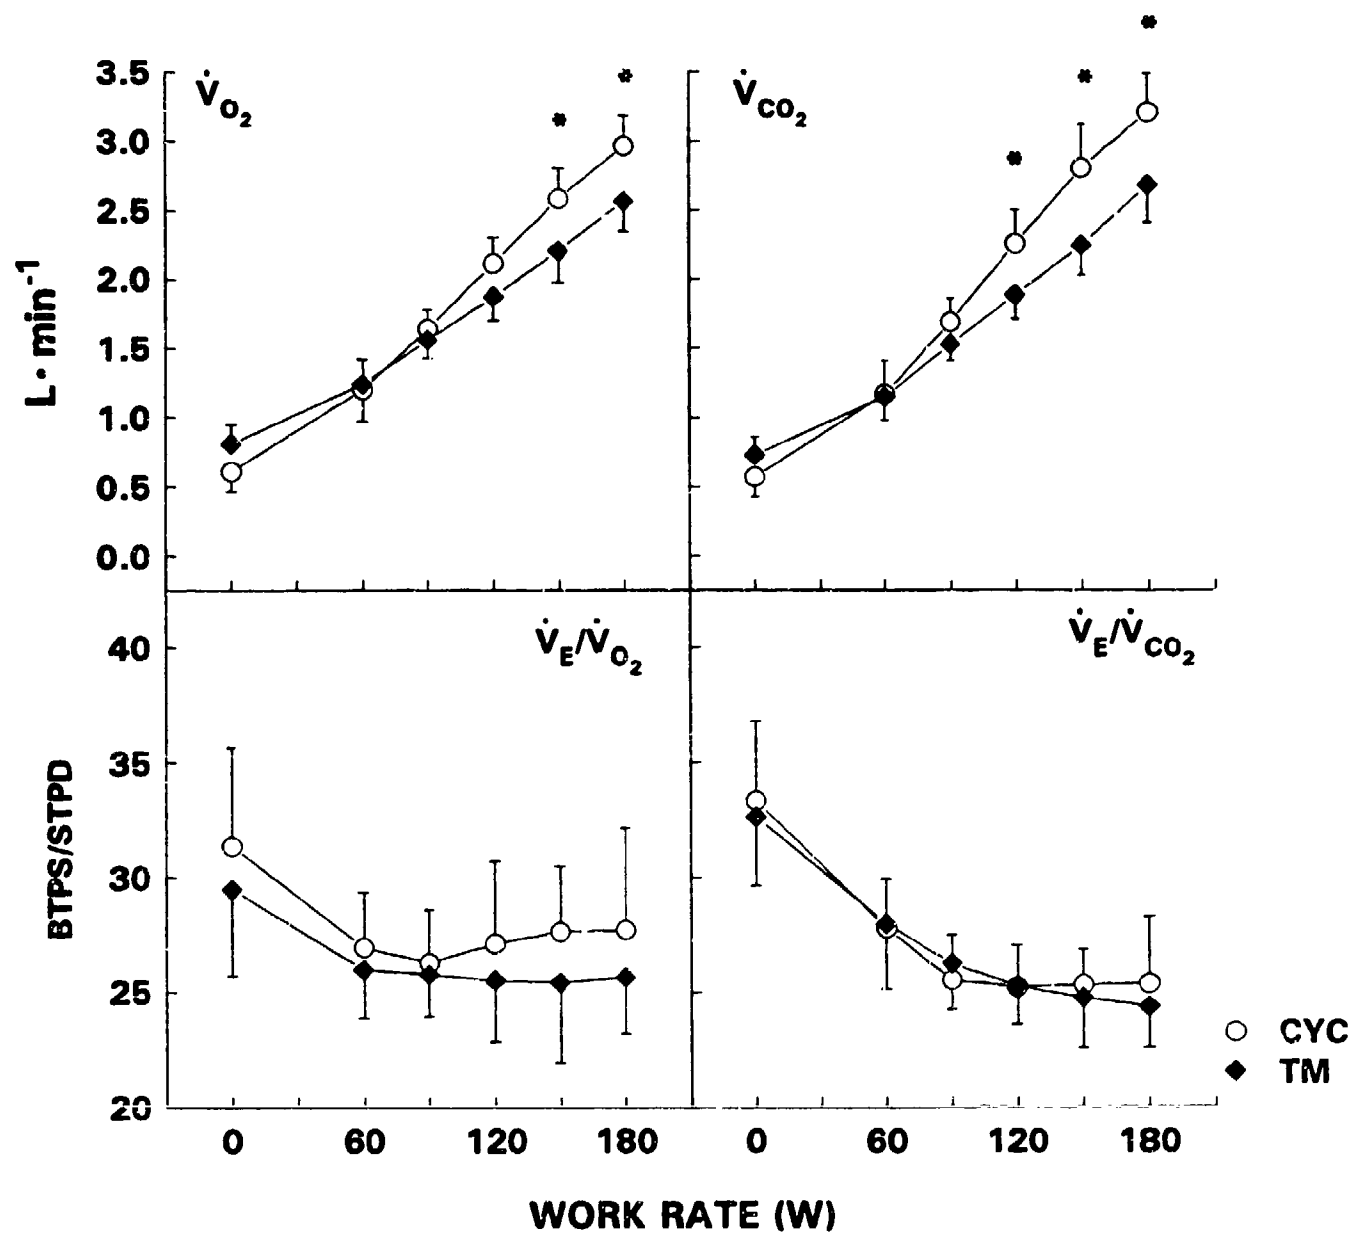 * * * * *
V̇O₂
V̇CO₂
3.5
3.0
2.5
2.0
1.5
1.0
0.5
0.0
L·min⁻¹
V̇E/V̇O₂
V̇E/V̇CO₂
40
35
30
25
20
BTPS/STPD
CYC
TM
0 60 120 180 0 60 120 180
WORK RATE (W)